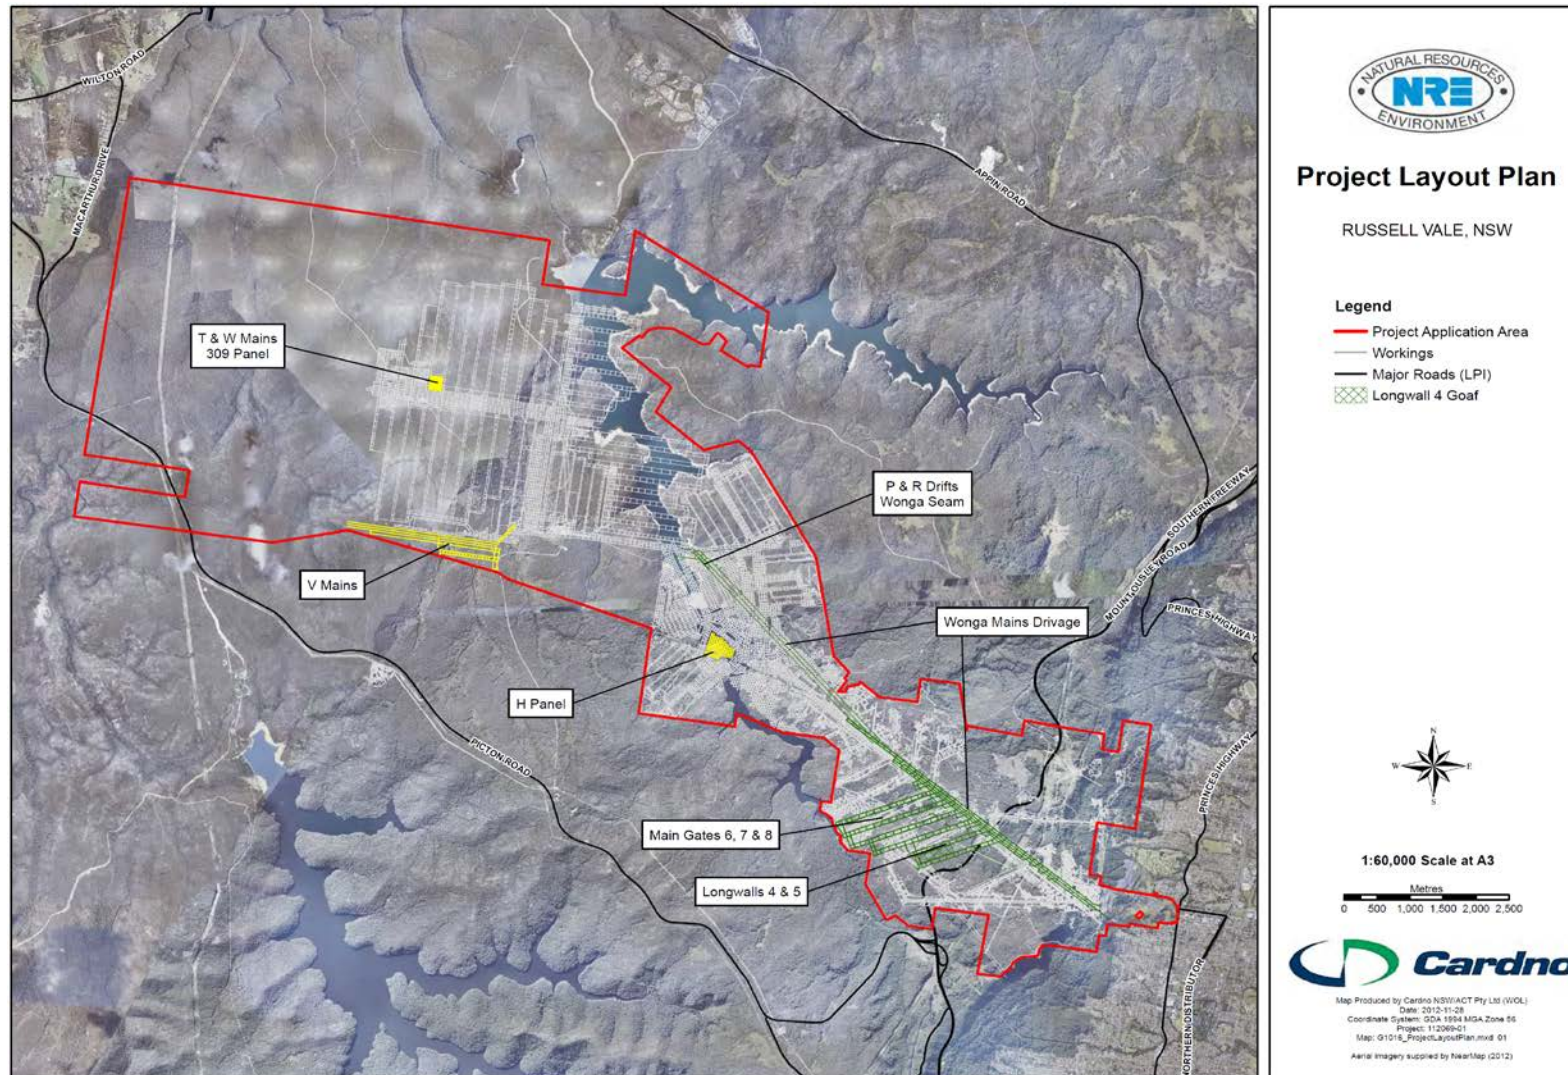 WILTON ROAD
MACARTHUR DRIVE
APPIN ROAD
T & W Mains
309 Panel
P & R Drifts
Wonga Seam
V Mains
SOUTHERN FREEWAY
MOUNT OUSLEY ROAD
PRINCES HIGHWAY
Wonga Mains Drivage
H Panel
PICTON ROAD
PRINCES HIGHWAY
Main Gates 6, 7 & 8
Longwalls 4 & 5
NORTHERN DISTRIBUTOR
NATURAL RESOURCES
NRE
ENVIRONMENT
Project Layout Plan
RUSSELL VALE, NSW
Legend
Project Application Area
Workings
Major Roads (LPI)
Longwall 4 Goaf
N
W E
S
1:60,000 Scale at A3
Metres
0 500 1,000 1,500 2,000 2,500
Cardno
Map Produced by Cardno NSW/ACT Pty Ltd (WOL)
Date: 2012-11-28
Coordinate System: GDA 1994 MGA Zone 56
Project: 112069-01
Map: G1016_ProjectLayoutPlan.mxd 01
Aerial Imagery supplied by NearMap (2012)